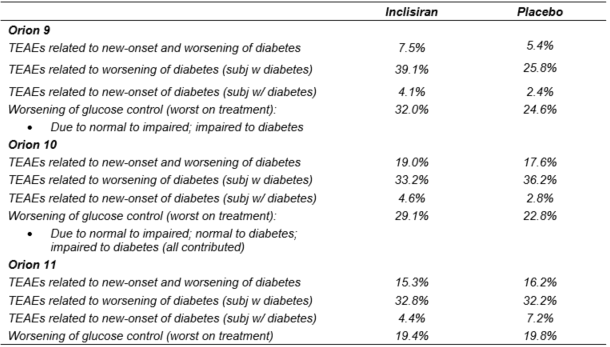 Inclisiran Placebo
Orion 9
TEAEs related to new-onset and worsening of diabetes 7.5% 5.4%
TEAEs related to worsening of diabetes (subj w diabetes) 39.1% 25.8%
TEAEs related to new-onset of diabetes (subj w/ diabetes) 4.1% 2.4%
Worsening of glucose control (worst on treatment): 32.0% 24.6%
• Due to normal to impaired; impaired to diabetes
Orion 10
TEAEs related to new-onset and worsening of diabetes 19.0% 17.6%
TEAEs related to worsening of diabetes (subj w diabetes) 33.2% 36.2%
TEAEs related to new-onset of diabetes (subj w/ diabetes) 4.6% 2.8%
Worsening of glucose control (worst on treatment): 29.1% 22.8%
• Due to normal to impaired; normal to diabetes;
impaired to diabetes (all contributed)
Orion 11
TEAEs related to new-onset and worsening of diabetes 15.3% 16.2%
TEAEs related to worsening of diabetes (subj w diabetes) 32.8% 32.2%
TEAEs related to new-onset of diabetes (subj w/ diabetes) 4.4% 7.2%
Worsening of glucose control (worst on treatment) 19.4% 19.8%